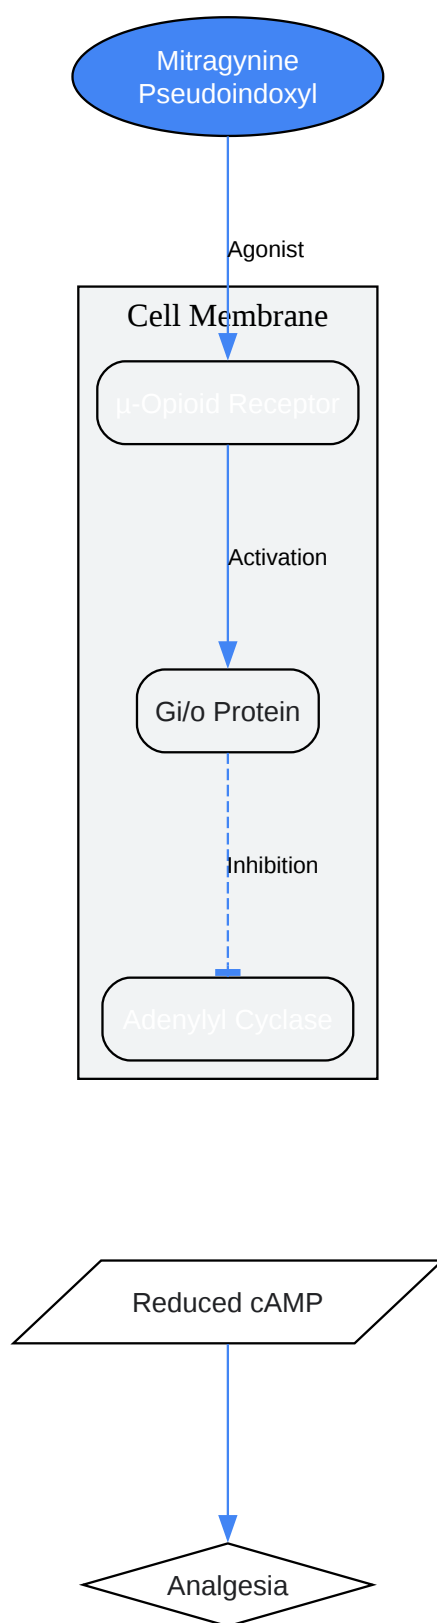 Mitragynine
Pseudoindoxyl
Agonist
Cell Membrane
μ-Opioid Receptor
Activation
Gi/o Protein
Inhibition
Adenylyl Cyclase
Reduced cAMP
Analgesia